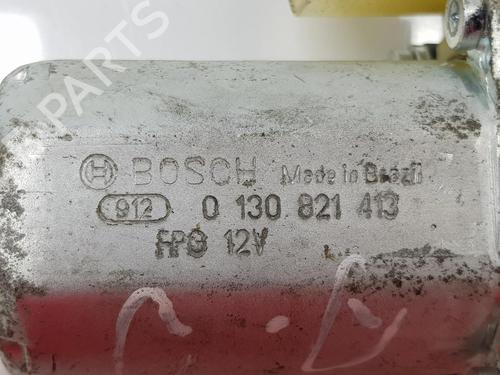 BOSCH Made in Brazil
912 0 130 821 413
FPG 12V
B-PARTS